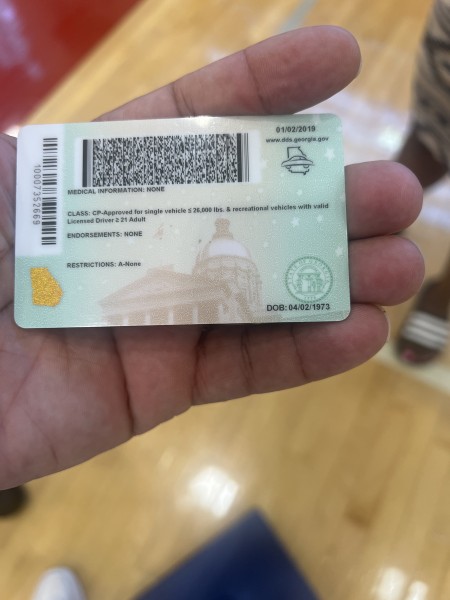 01/02/2019
www.dds.georgia.gov
10007352669
MEDICAL INFORMATION: NONE
CLASS: CP-Approved for single vehicle ≤ 26,000 lbs. & recreational vehicles with valid
Licensed Driver ≥ 21 Adult
ENDORSEMENTS: NONE
RESTRICTIONS: A-None
DOB: 04/02/1973